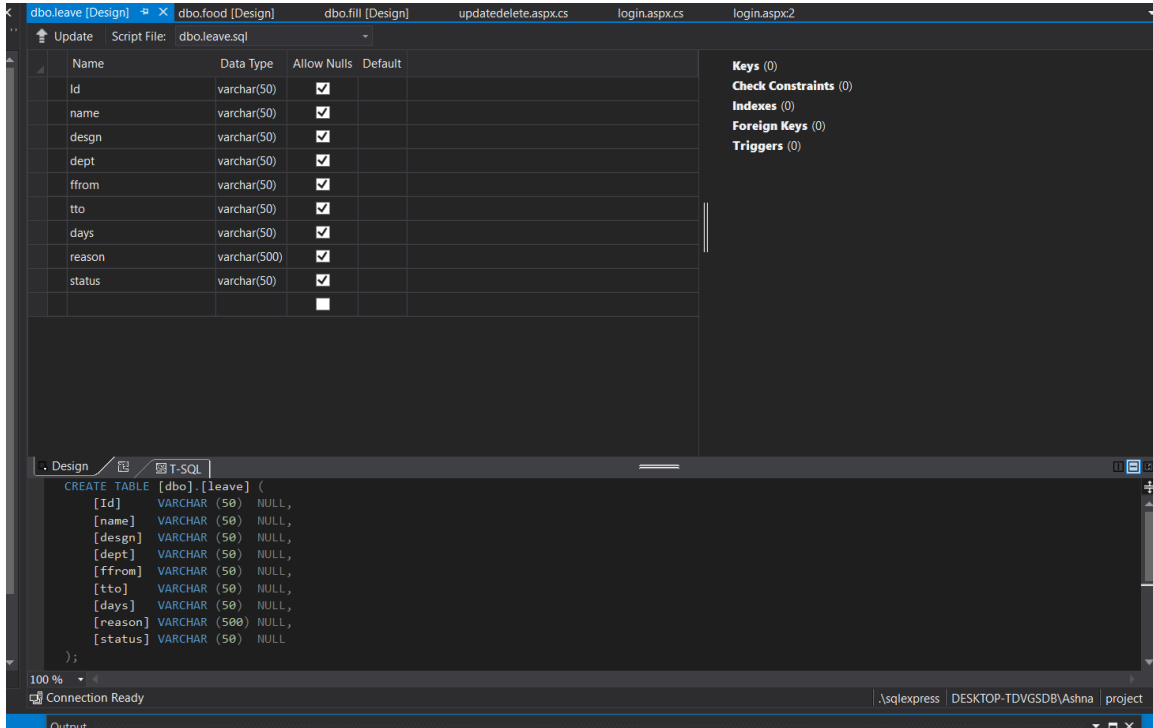 dbo.leave [Design] dbo.food [Design] dbo.fill [Design] updatedelete.aspx.cs login.aspx.cs login.aspx:2
Update Script File: dbo.leave.sql
Name Data Type Allow Nulls Default
Id varchar(50)
name varchar(50)
desgn varchar(50)
dept varchar(50)
ffrom varchar(50)
tto varchar(50)
days varchar(50)
reason varchar(500)
status varchar(50)
Keys (0)
Check Constraints (0)
Indexes (0)
Foreign Keys (0)
Triggers (0)
Design T-SQL
CREATE TABLE [dbo].[leave] (
[Id] VARCHAR (50) NULL,
[name] VARCHAR (50) NULL,
[desgn] VARCHAR (50) NULL,
[dept] VARCHAR (50) NULL,
[ffrom] VARCHAR (50) NULL,
[tto] VARCHAR (50) NULL,
[days] VARCHAR (50) NULL,
[reason] VARCHAR (500) NULL,
[status] VARCHAR (50) NULL
);
100 %
Connection Ready .\sqlexpress DESKTOP-TDVGSDB\Ashna project
Output